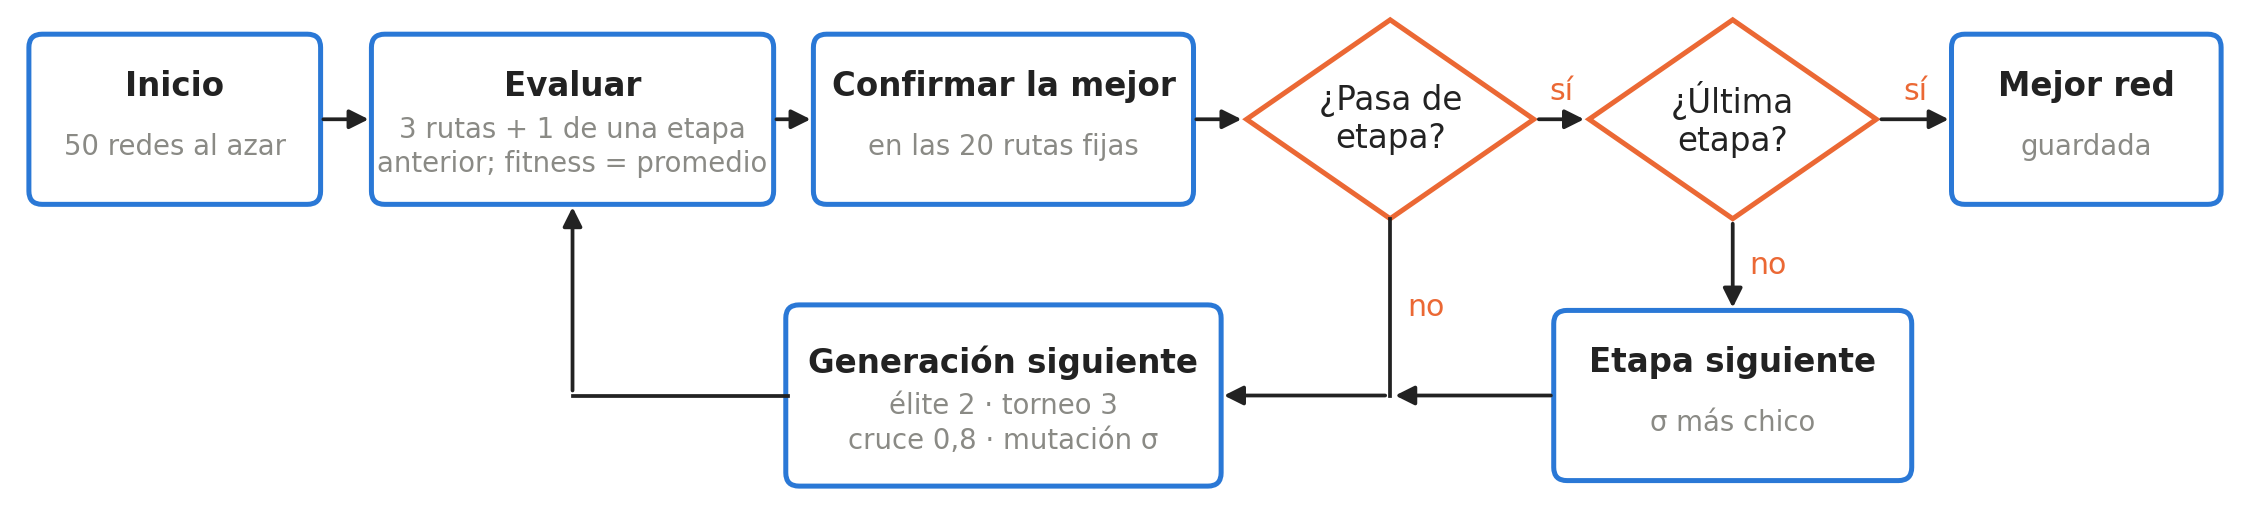 Inicio
50 redes al azar
Evaluar
3 rutas + 1 de una etapa
anterior; fitness = promedio
Confirmar la mejor
en las 20 rutas fijas
¿Pasa de
etapa?
sí
¿Última
etapa?
sí
Mejor red
guardada
no
no
Generación siguiente
élite 2 · torneo 3
cruce 0,8 · mutación σ
Etapa siguiente
σ más chico